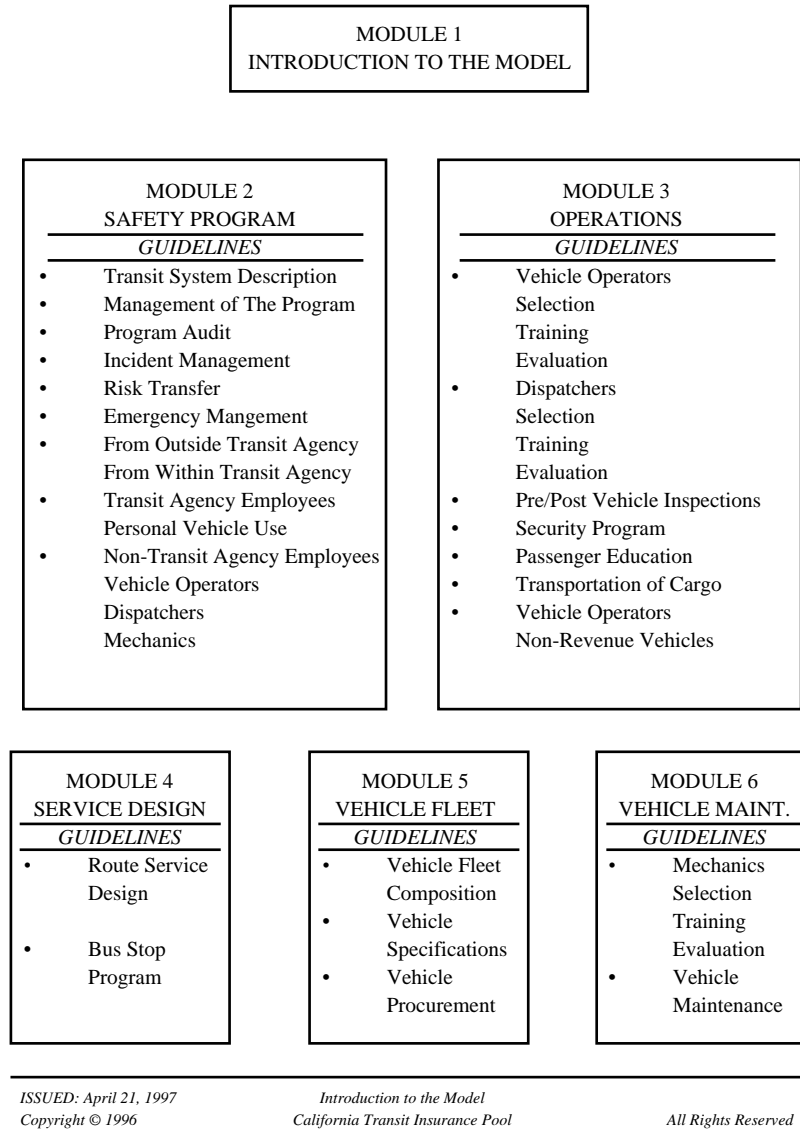 MODULE 1
INTRODUCTION TO THE MODEL
MODULE 2
SAFETY PROGRAM
GUIDELINES
• Transit System Description
• Management of The Program
• Program Audit
• Incident Management
• Risk Transfer
• Emergency Mangement
• From Outside Transit Agency
From Within Transit Agency
• Transit Agency Employees
Personal Vehicle Use
• Non-Transit Agency Employees
Vehicle Operators
Dispatchers
Mechanics
MODULE 3
OPERATIONS
GUIDELINES
• Vehicle Operators
Selection
Training
Evaluation
• Dispatchers
Selection
Training
Evaluation
• Pre/Post Vehicle Inspections
• Security Program
• Passenger Education
• Transportation of Cargo
• Vehicle Operators
Non-Revenue Vehicles
MODULE 4
SERVICE DESIGN
GUIDELINES
• Route Service
Design
• Bus Stop
Program
MODULE 5
VEHICLE FLEET
GUIDELINES
• Vehicle Fleet
Composition
• Vehicle
Specifications
• Vehicle
Procurement
MODULE 6
VEHICLE MAINT.
GUIDELINES
• Mechanics
Selection
Training
Evaluation
• Vehicle
Maintenance
ISSUED: April 21, 1997 Introduction to the Model
Copyright © 1996 California Transit Insurance Pool All Rights Reserved